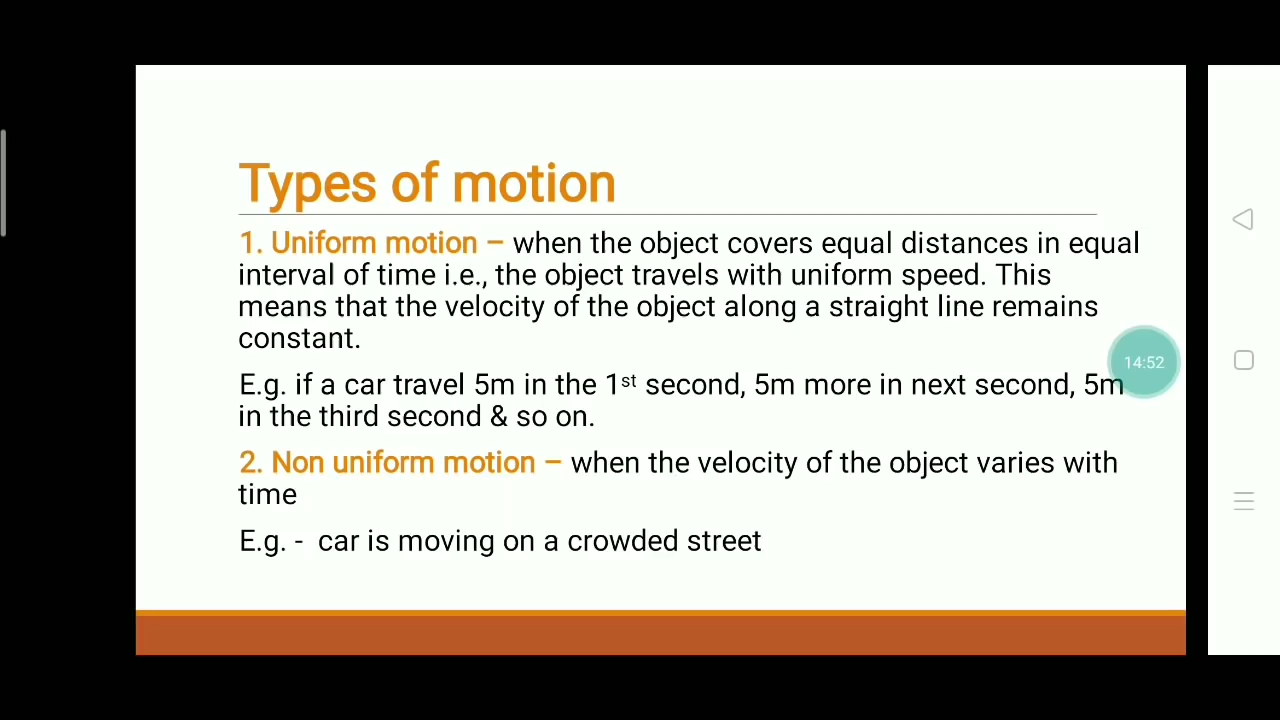 Types of motion
1. Uniform motion – when the object covers equal distances in equal
interval of time i.e., the object travels with uniform speed. This
means that the velocity of the object along a straight line remains
constant.
14:52
E.g. if a car travel 5m in the 1st second, 5m more in next second, 5m
in the third second & so on.
2. Non uniform motion – when the velocity of the object varies with
time
E.g. - car is moving on a crowded street